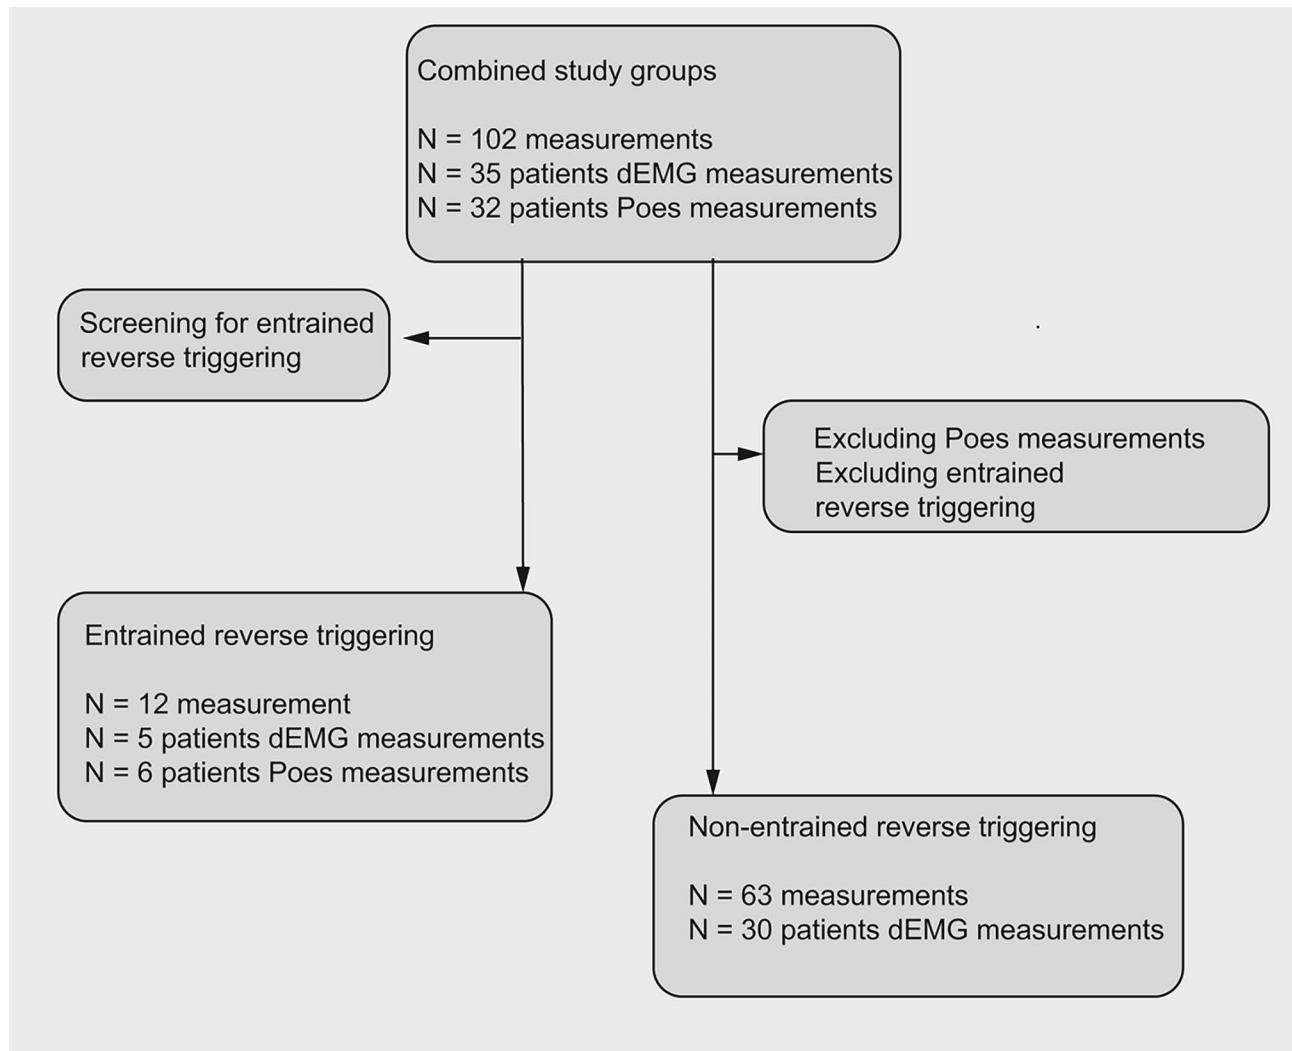 Combined study groups
N = 102 measurements
N = 35 patients dEMG measurements
N = 32 patients Poes measurements
Screening for entrained
reverse triggering
Excluding Poes measurements
Excluding entrained
reverse triggering
Entrained reverse triggering
N = 12 measurement
N = 5 patients dEMG measurements
N = 6 patients Poes measurements
Non-entrained reverse triggering
N = 63 measurements
N = 30 patients dEMG measurements